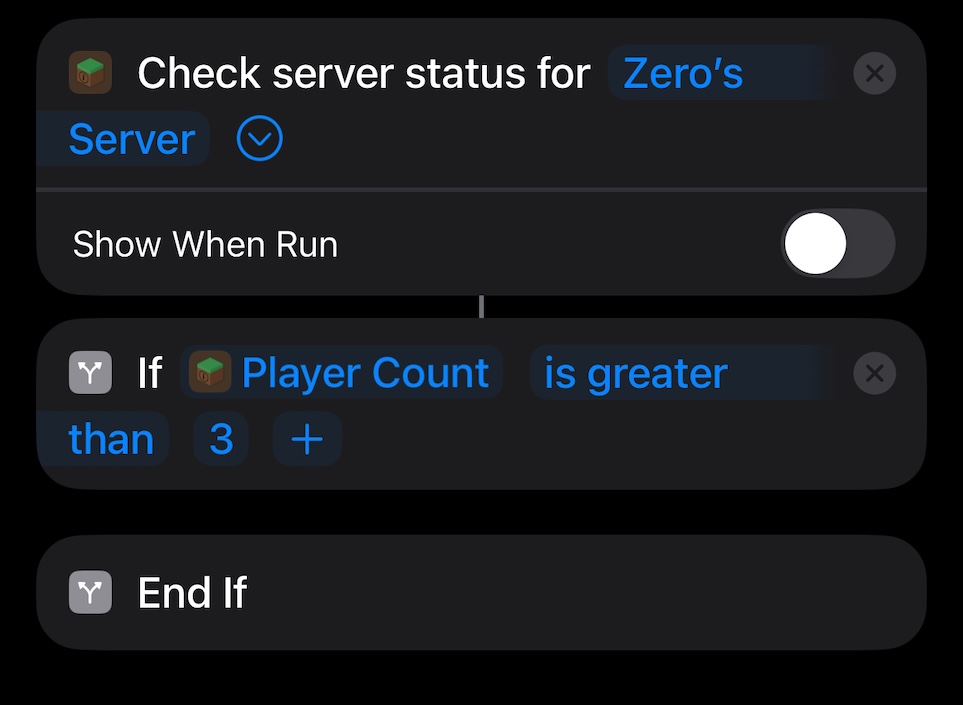 Check server status for Zero’s
Server
Show When Run
If Player Count is greater
than 3 +
End If